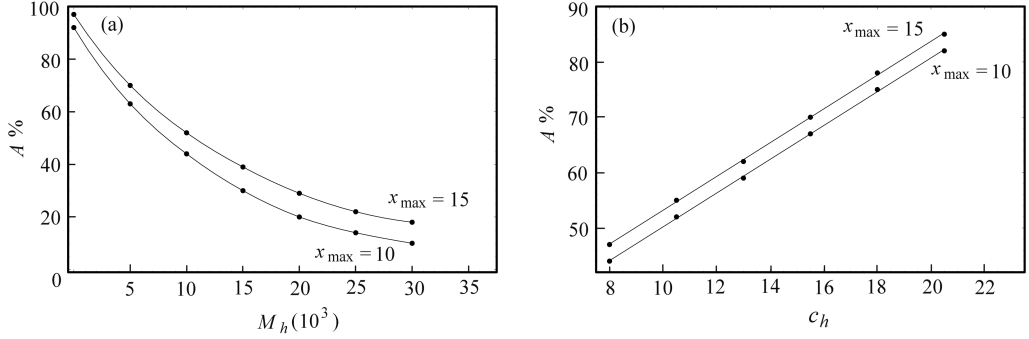 (a)
A %
100
80
60
40
20
0
x max = 15
x max = 10
5 10 15 20 25 30 35
M h (10 3)
(b)
A %
90
80
70
60
50
x max = 15
x max = 10
8 10 12 14 16 18 20 22
c h